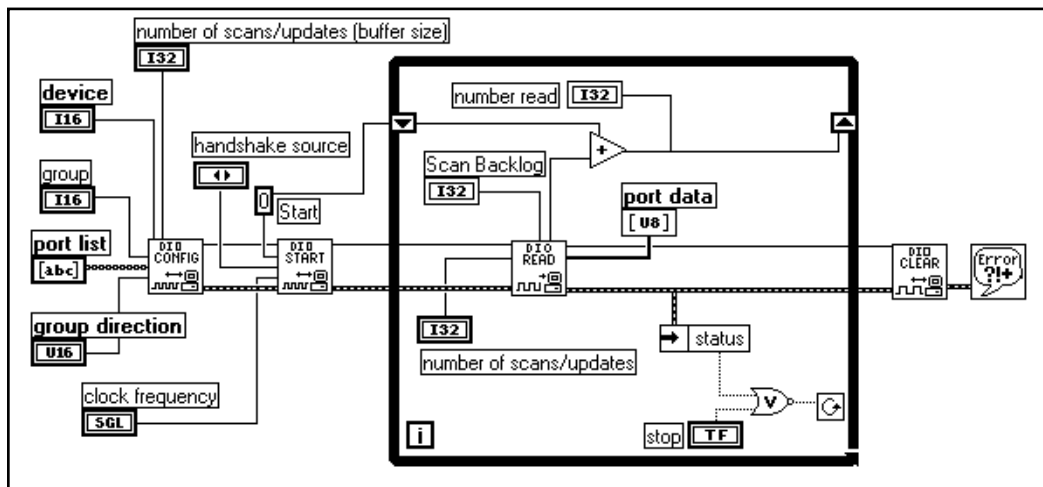 number of scans/updates (buffer size)
I32
device
I16
group
I16
port list
[abc]
group direction
U16
clock frequency
SGL
handshake source
0
Start
DIO
CONFIG
DIO
START
number read
I32
+
Scan Backlog
I32
port data
[U8]
DIO
READ
I32
number of scans/updates
status
V
stop
TF
i
DIO
CLEAR
Error
?!+